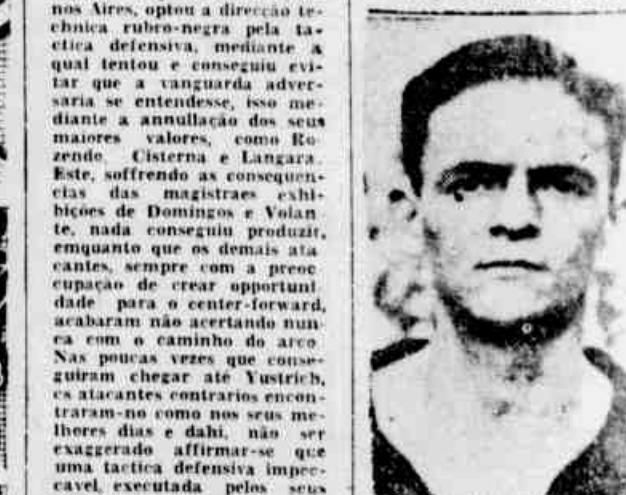 nos Aires, optou a direcção te-
chnica rubro-negra pela ta-
ctica defensiva, mediante a
qual tentou e conseguiu evi-
tar que a vanguarda adver-
saria se entendesse, isso me-
diante a annullação dos seus
maiores valores, como Ro-
zendo, Cisterna e Langara.
Este, soffrendo as consequen-
cias das magistraes exhi-
bições de Domingos e Volan
te, nada conseguiu produzir,
emquanto que os demais ata
cantes, sempre com a preoc
cupação de crear opportuni
dade para o center-forward,
acabaram não acertando nun-
ca com o caminho do arco
Nas poucas vezes que conse-
guiram chegar até Yustrich,
os atacantes contrarios encon-
traram-no como nos seus me-
lhores dias e dahi, não ser
exaggerado affirmar-se que
uma tactica defensiva impec-
cavel, executada pelos seus